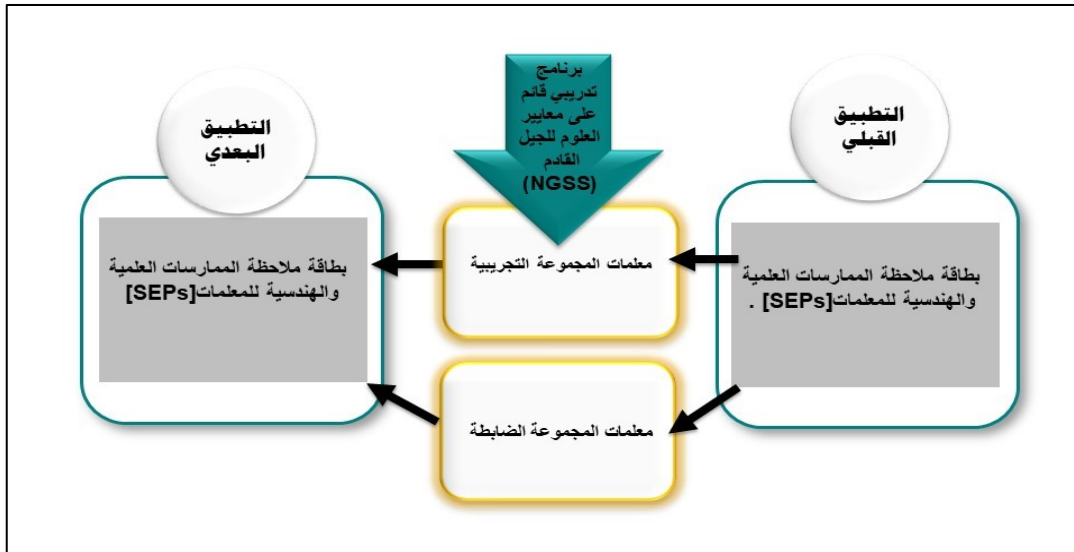 التطبيق
القبلي
بطاقة ملاحظة الممارسات العلمية
والهندسية للمعلمات[SEPs] .
برنامج
تدريبي قائم
على معايير
العلوم للجيل
القادم
(NGSS)
معلمات المجموعة التجريبية
معلمات المجموعة الضابطة
التطبيق
البعدي
بطاقة ملاحظة الممارسات العلمية
والهندسية للمعلمات[SEPs]